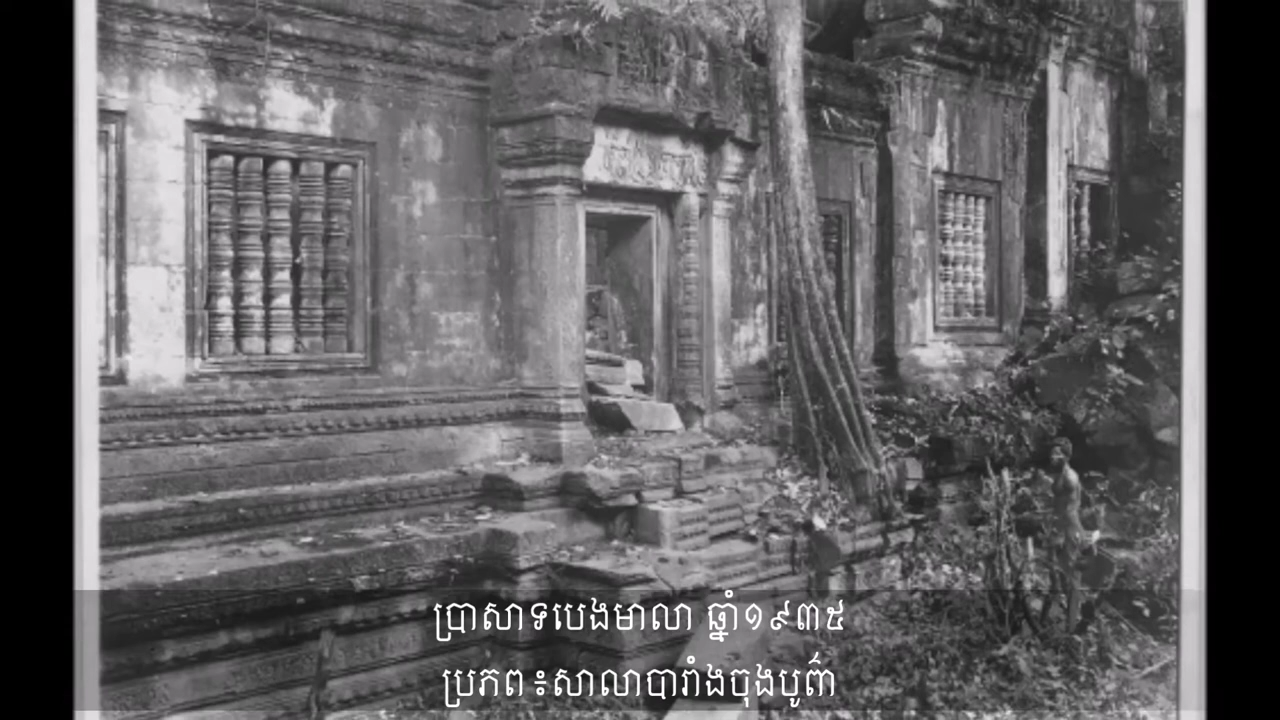 ប្រាសាទបេងមាលា ឆ្នាំ១៩៣៥
ប្រភព៖សាលាបារាំងចុងបូព៌ា